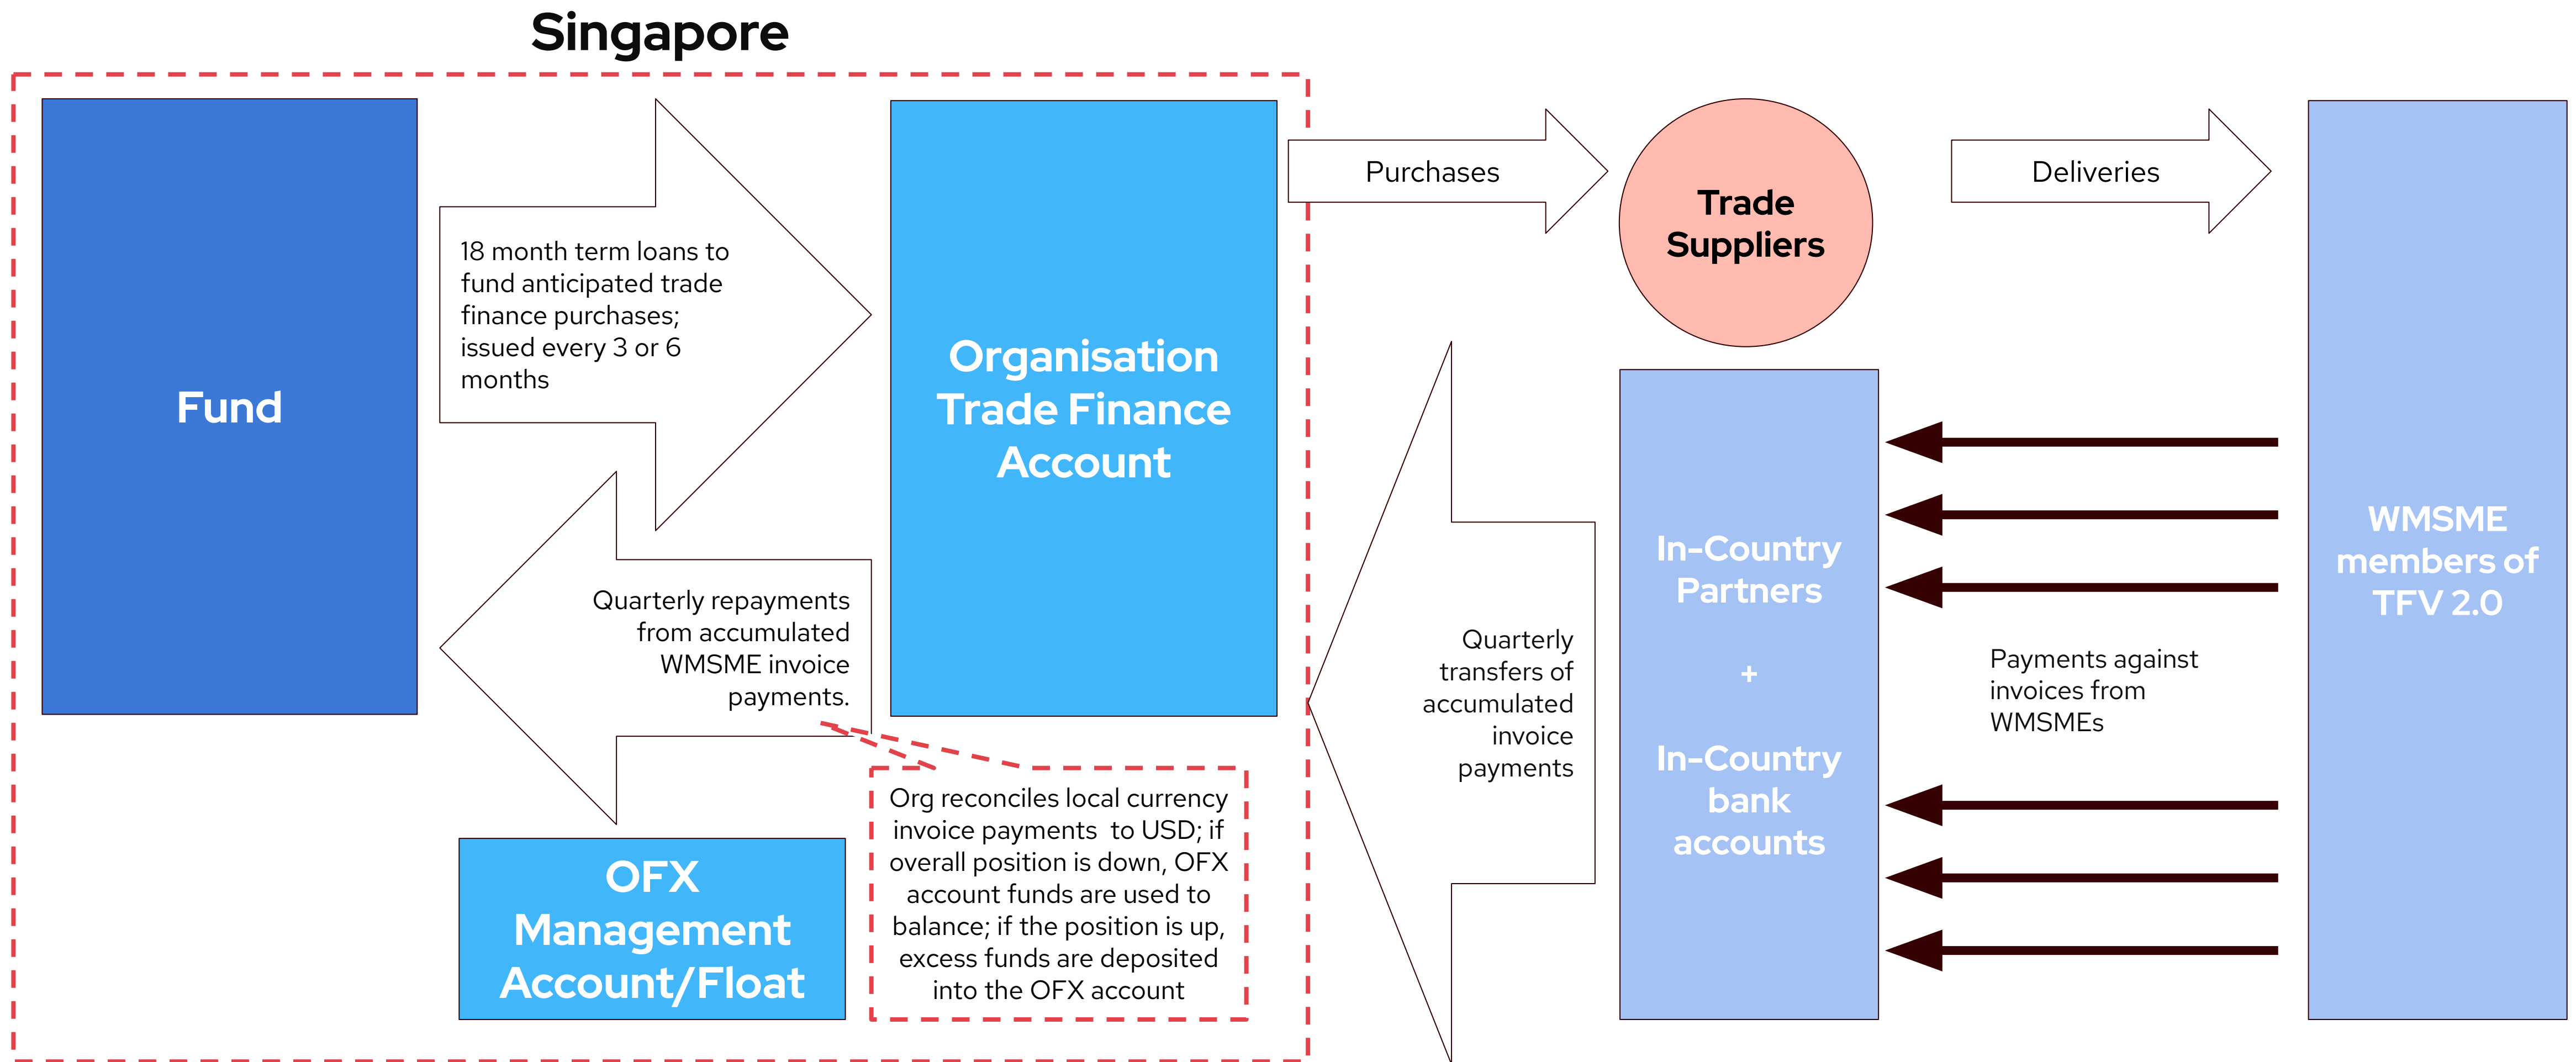 Singapore
Fund
18 month term loans to
fund anticipated trade
finance purchases;
issued every 3 or 6
months
Quarterly repayments
from accumulated
WMSME invoice
payments.
Organisation
Trade Finance
Account
OFX
Management
Account/Float
Org reconciles local currency
invoice payments  to USD; if
overall position is down, OFX
account funds are used to
balance; if the position is up,
excess funds are deposited
into the OFX account
Purchases
Trade
Suppliers
Deliveries
Quarterly
transfers of
accumulated
invoice
payments
In-Country
Partners
+
In-Country
bank
accounts
Payments against
invoices from
WMSMEs
WMSME
members of
TFV 2.0